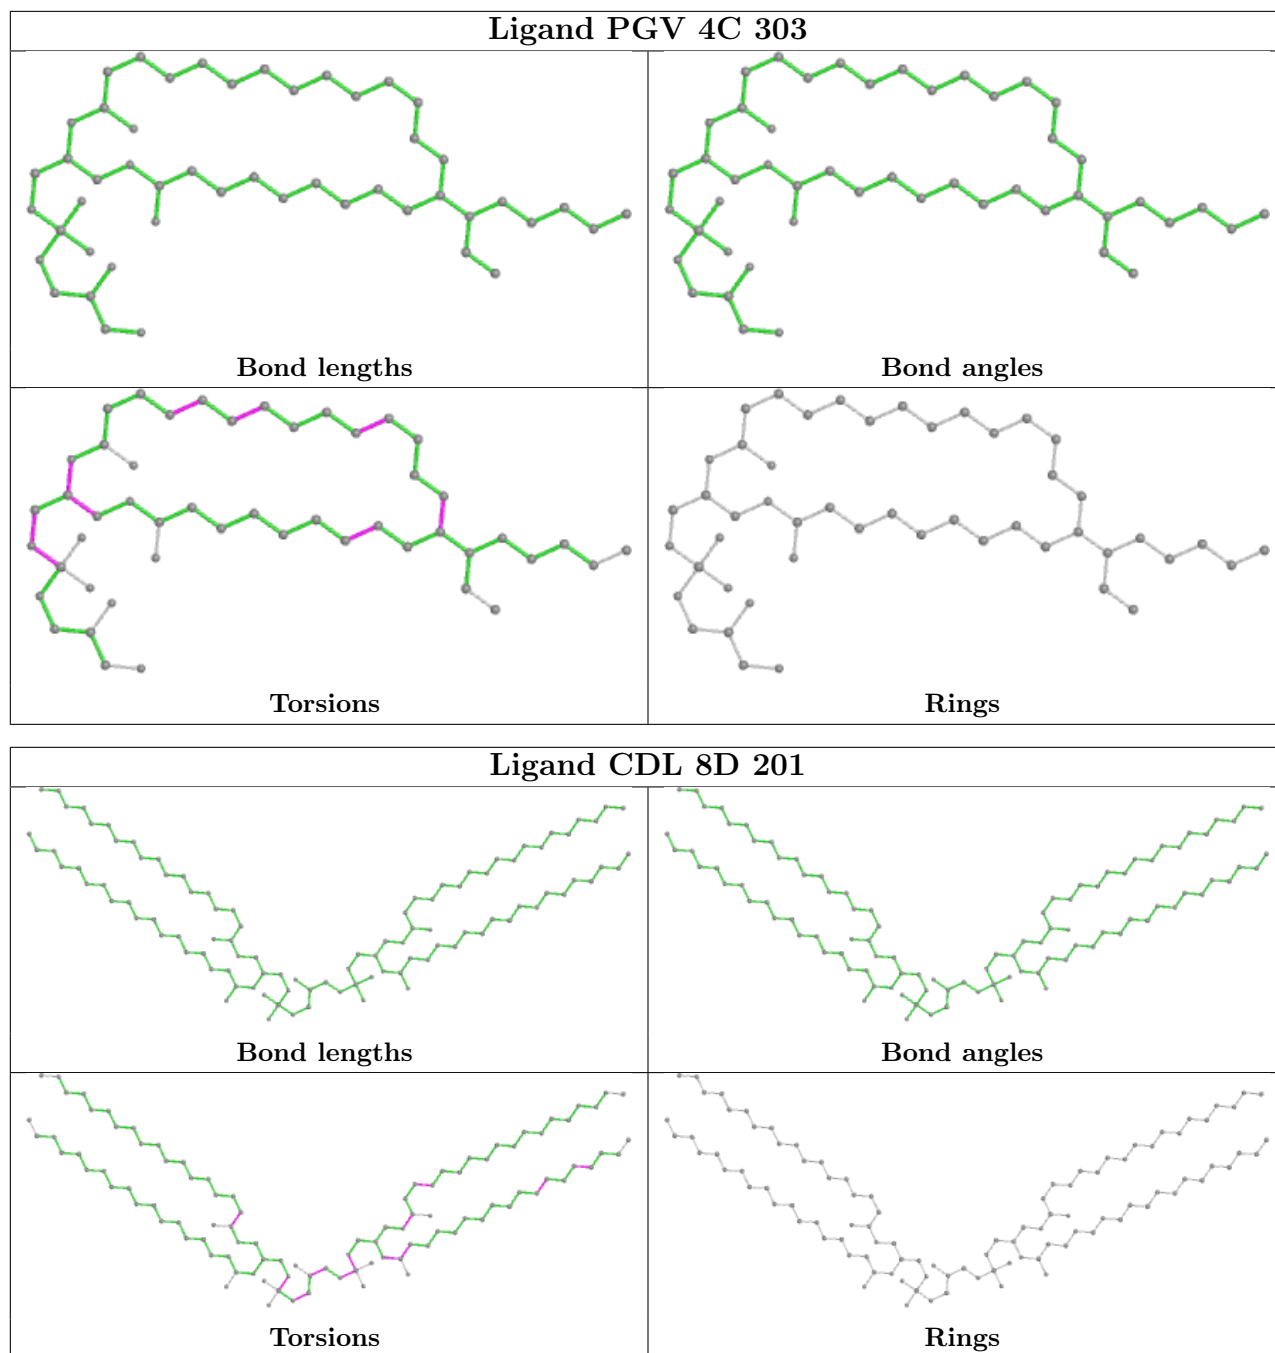 Ligand PGV 4C 303
Bond lengths
Bond angles
Torsions
Rings
Ligand CDL 8D 201
Bond lengths
Bond angles
Torsions
Rings